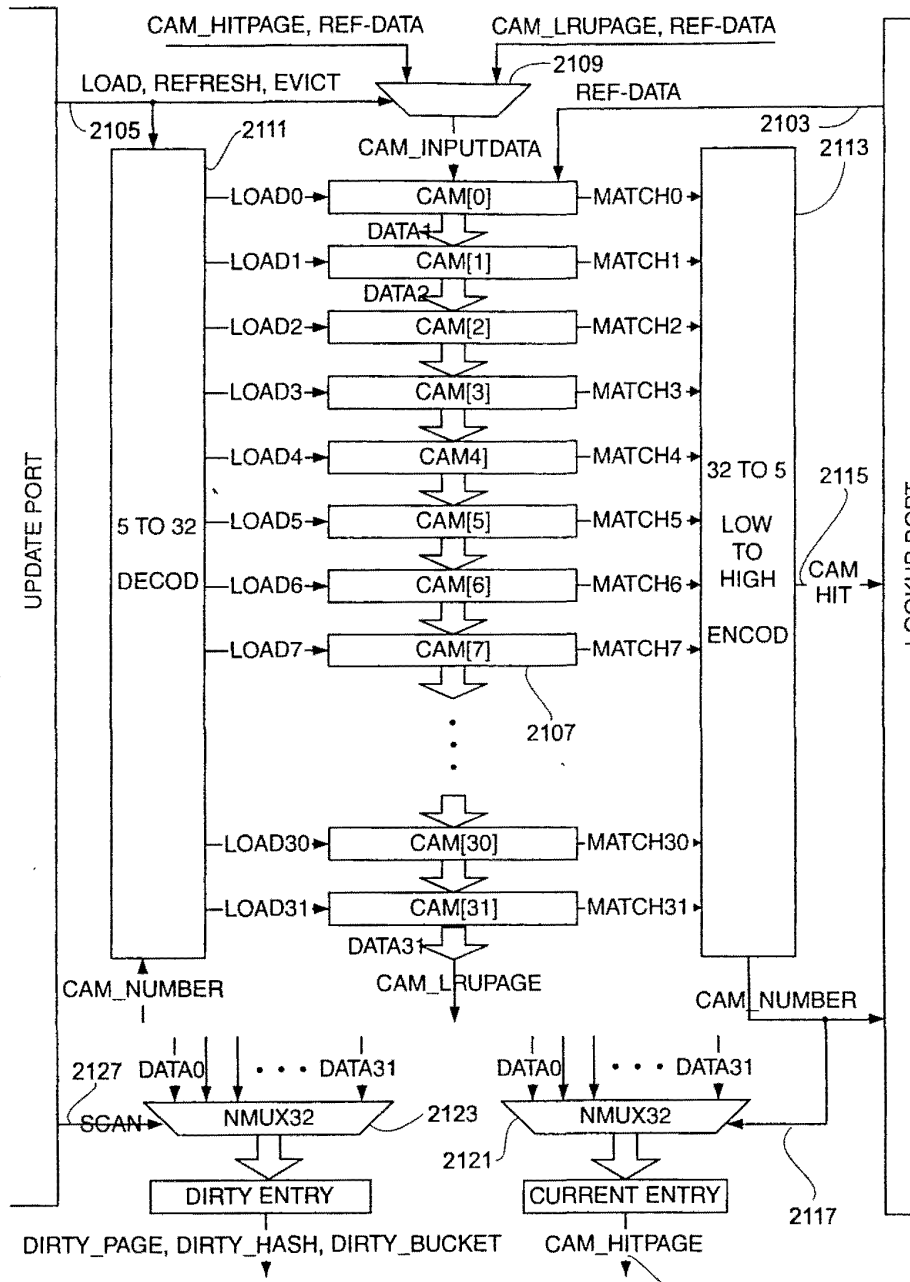 CAM_HITPAGE, REF-DATA
CAM_LRUPAGE, REF-DATA
2109
LOAD, REFRESH, EVICT
REF-DATA
2105
2111
2103
CAM_INPUTDATA
2113
LOAD0 CAM[0] MATCH0
DATA1
LOAD1 CAM[1] MATCH1
DATA2
LOAD2 CAM[2] MATCH2
LOAD3 CAM[3] MATCH3
LOAD4 CAM4] MATCH4
LOAD5 CAM[5] MATCH5
LOAD6 CAM[6] MATCH6
LOAD7 CAM[7] MATCH7
UPDATE PORT
5 TO 32
DECOD
32 TO 5
LOW
TO
HIGH
ENCOD
2115
CAM
HIT
LOOKUP PORT
2107
LOAD30 CAM[30] MATCH30
LOAD31 CAM[31] MATCH31
DATA31
CAM_NUMBER
CAM_LRUPAGE
CAM_NUMBER
DATA0 DATA31
DATA0 DATA31
2127
SCAN
NMUX32
2123
NMUX32
2121
DIRTY ENTRY
CURRENT ENTRY
2117
DIRTY_PAGE, DIRTY_HASH, DIRTY_BUCKET
CAM_HITPAGE